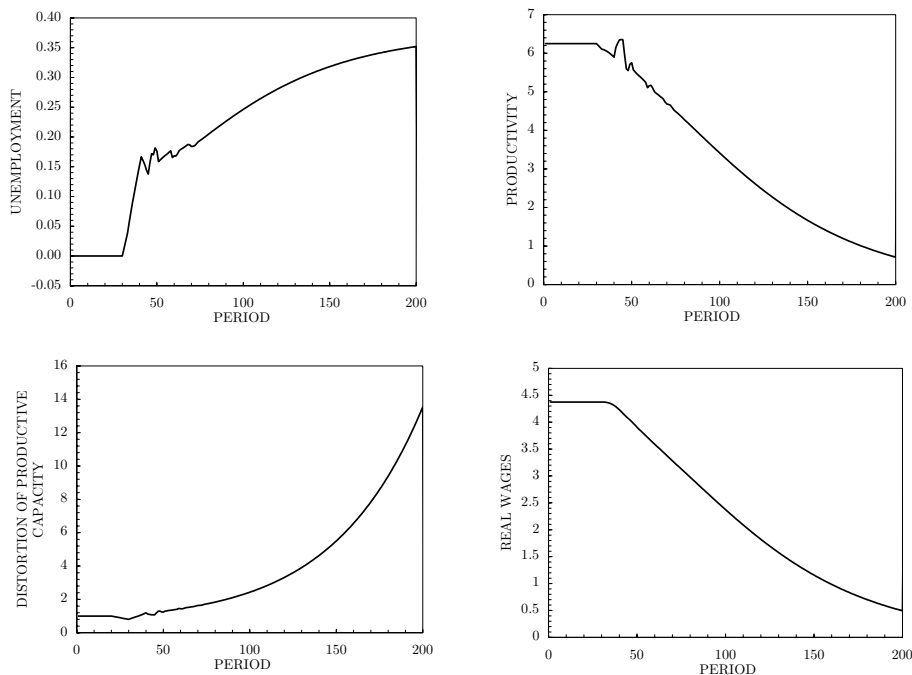 0.40
0.35
0.30
0.25
0.20
0.15
0.10
0.05
0.00
-0.05
UNEMPLOYMENT
0 50 100 150 200
PERIOD
7
6
5
4
3
2
1
0
PRODUCTIVITY
0 50 100 150 200
PERIOD
16
14
12
10
8
6
4
2
0
DISTORTION OF PRODUCTIVE
CAPACITY
0 50 100 150 200
PERIOD
5
4.5
4
3.5
3
2.5
2
1.5
1
0.5
0
REAL WAGES
0 50 100 150 200
PERIOD